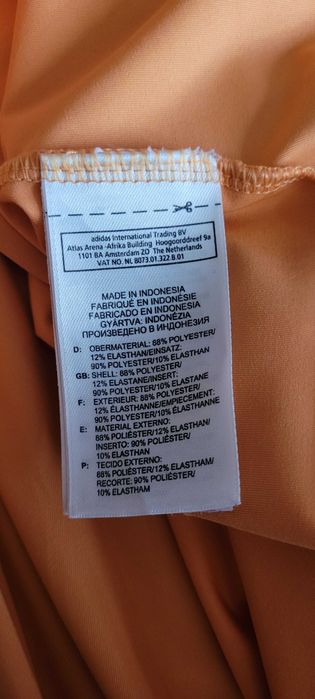 adidas International Trading BV
Atlas Arena -Afrika Building Hoogoorddreef 9a
1101 BA Amsterdam ZO The Netherlands
VAT NO. NL 8073.01.322.B.01
MADE IN INDONESIA
FABRIQUÉ EN INDONÉSIE
FABRICADO EN INDONESIA
GYÁRTVA: INDONÉZIA
ПРОИЗВЕДЕНО В ИНДОНЕЗИЯ
D: OBERMATERIAL: 88% POLYESTER/
12% ELASTHAN/EINSATZ:
90% POLYESTER/10% ELASTHAN
GB: SHELL: 88% POLYESTER/
12% ELASTANE/INSERT:
90% POLYESTER/10% ELASTANE
F: EXTERIEUR: 88% POLYESTER/
12% ÉLASTHANNE/EMPIECEMENT:
90% POLYESTER/10% ÉLASTHANNE
E: MATERIAL EXTERNO:
88% POLIÉSTER/12% ELASTHAN/
INSERTO: 90% POLIÉSTER/
10% ELASTHAN
P: TECIDO EXTERNO:
88% POLIÉSTER/12% ELASTHAM/
RECORTE: 90% POLIÉSTER/
10% ELASTHAM